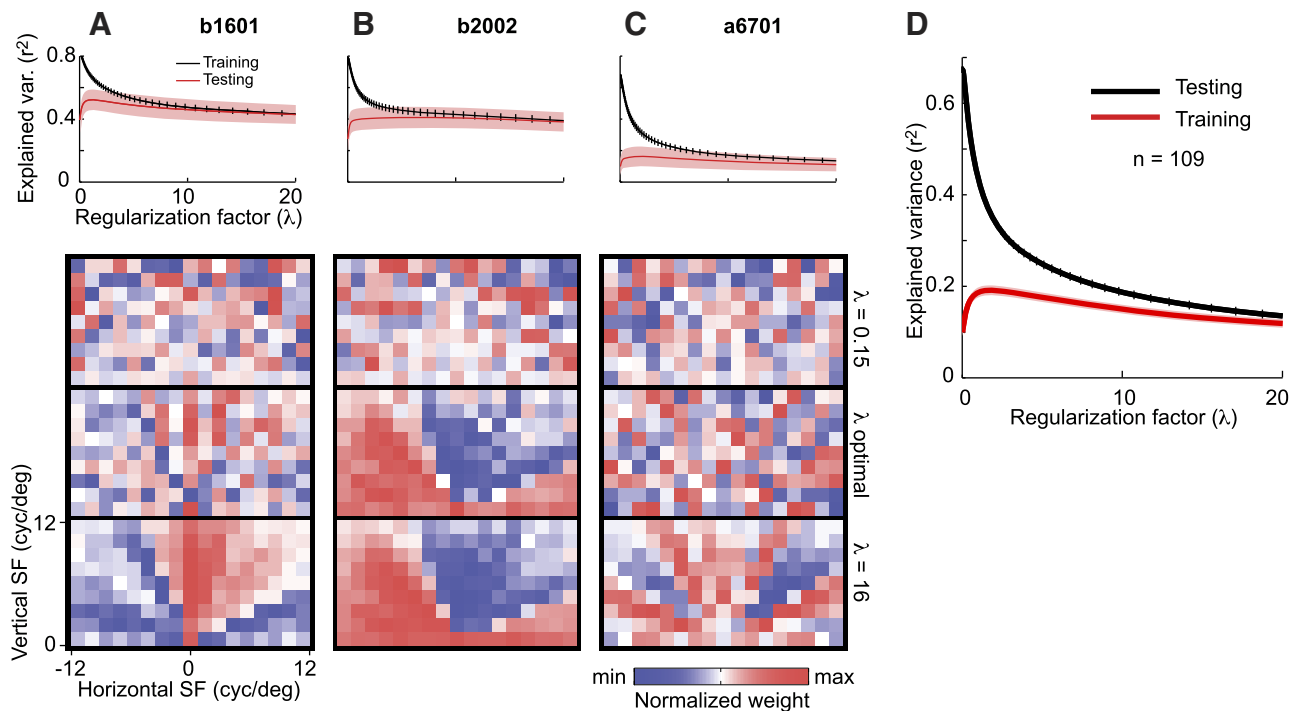 A b1601
B b2002
C a6701
D
Explained var. (r²)
0.8
0.4
0
Training
Testing
0 10 20
Regularization factor (λ)
Explained variance (r²)
0.6
0.4
0.2
0
Testing
Training
n = 109
0 10 20
Regularization factor (λ)
λ = 0.15
λ optimal
λ = 16
Vertical SF (cyc/deg)
12
0
-12 0 12
Horizontal SF (cyc/deg)
min max
Normalized weight